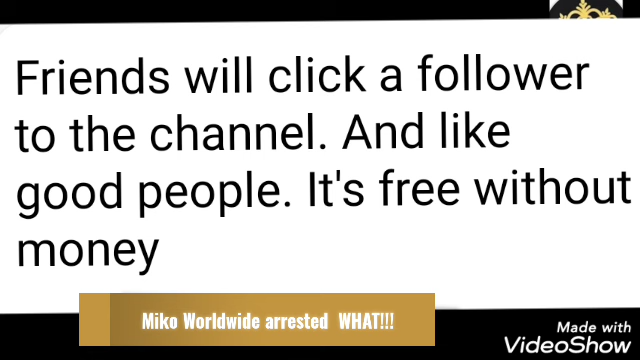 Friends will click a follower
to the channel. And like
good people. It's free without
money
Miko Worldwide arrested WHAT!!!
Made with
VideoShow